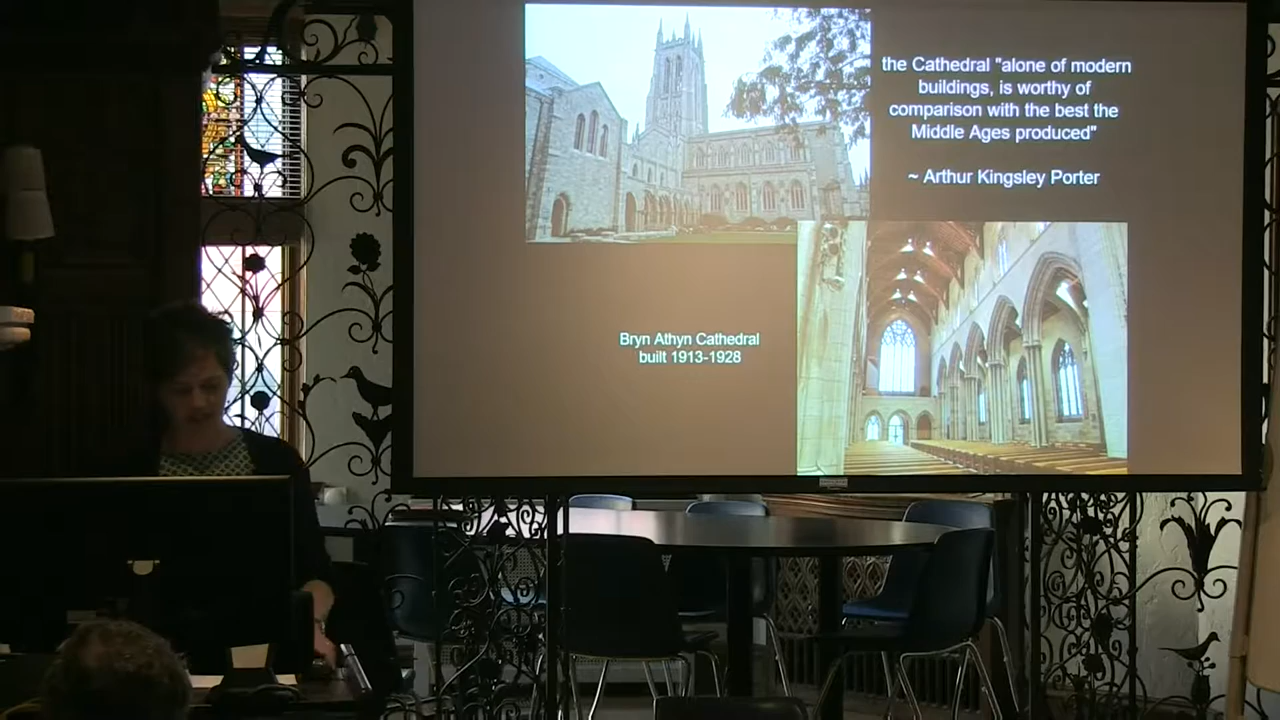 the Cathedral "alone of modern
buildings, is worthy of
comparison with the best the
Middle Ages produced"
~ Arthur Kingsley Porter
Bryn Athyn Cathedral
built 1913-1928